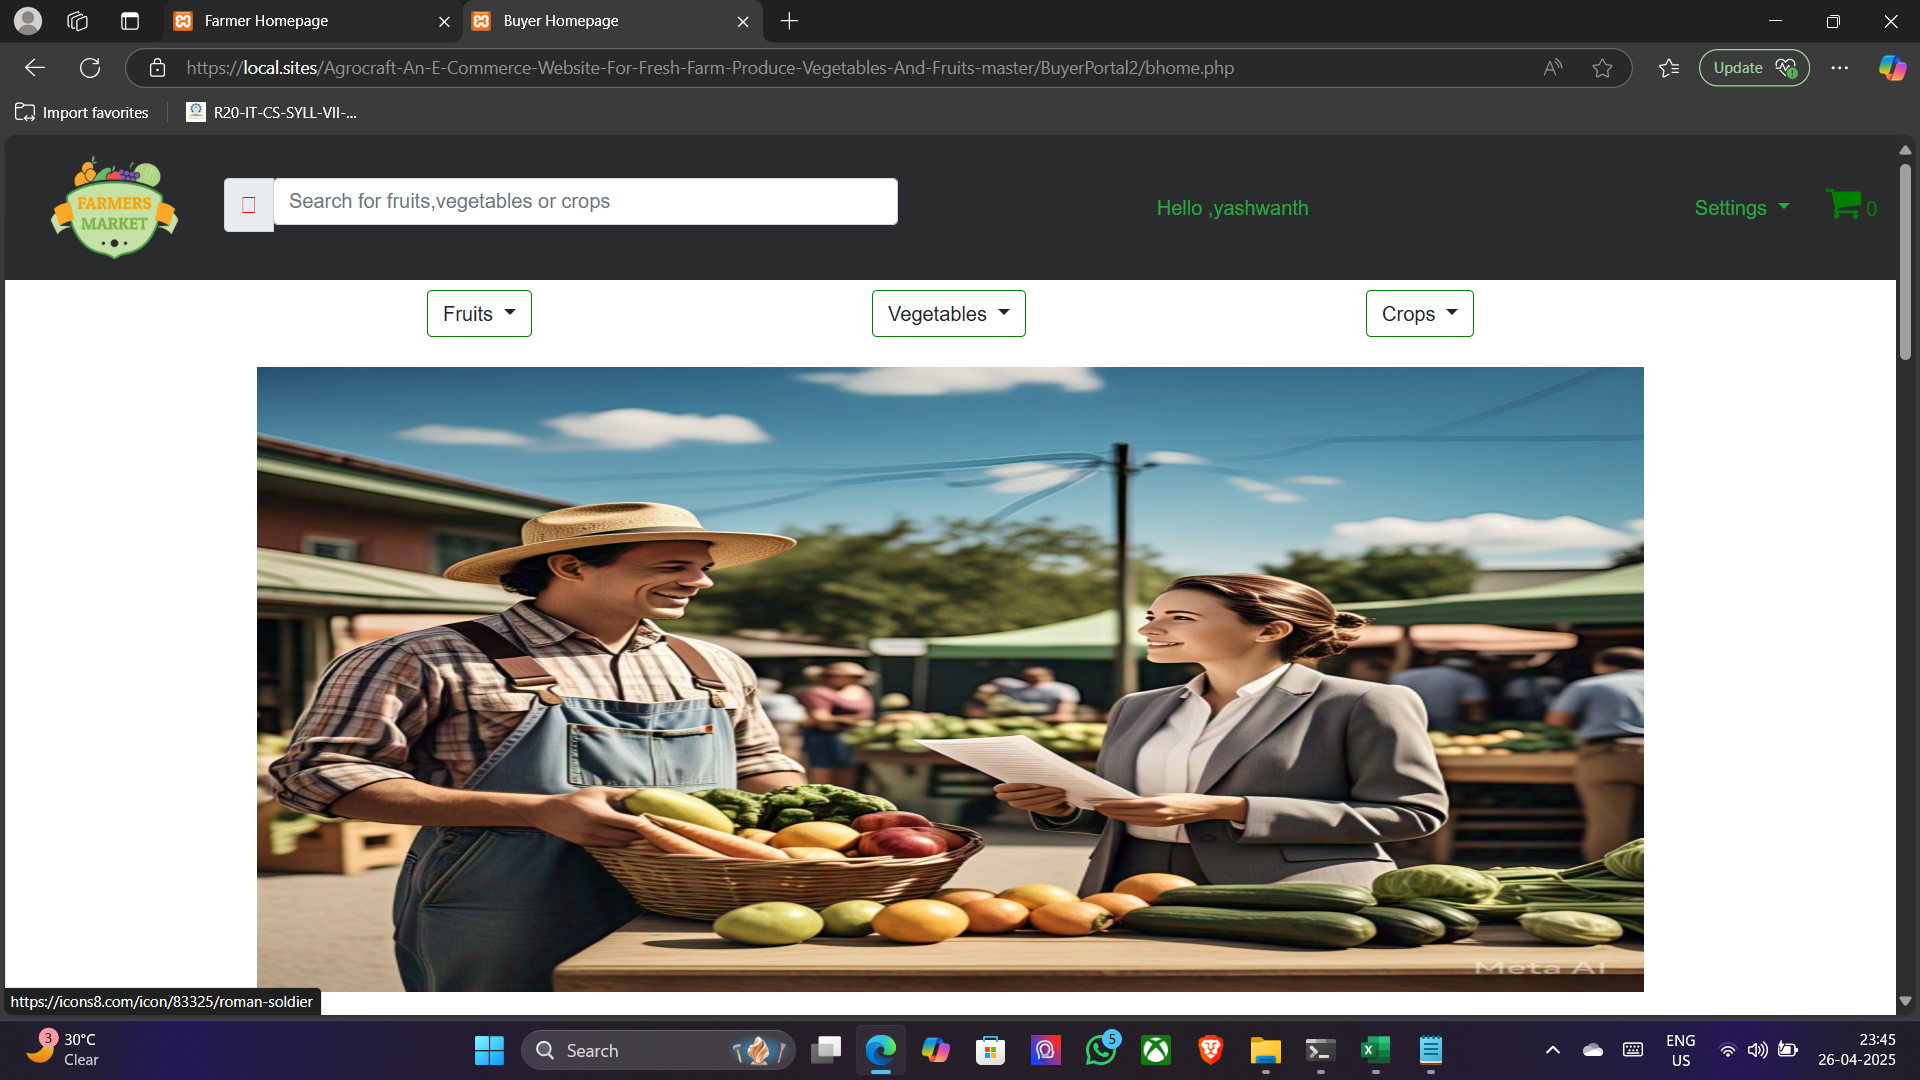 Farmer Homepage
Buyer Homepage
https://local.sites/Agrocraft-An-E-Commerce-Website-For-Fresh-Farm-Produce-Vegetables-And-Fruits-master/BuyerPortal2/bhome.php
Update
Import favorites
R20-IT-CS-SYLL-VII-...
FARMERS
MARKET
Search for fruits,vegetables or crops
Hello ,yashwanth
Settings
0
Fruits
Vegetables
Crops
Meta AI
https://icons8.com/icon/83325/roman-soldier
3
30°C
Clear
Search
5
ENG
US
23:45
26-04-2025